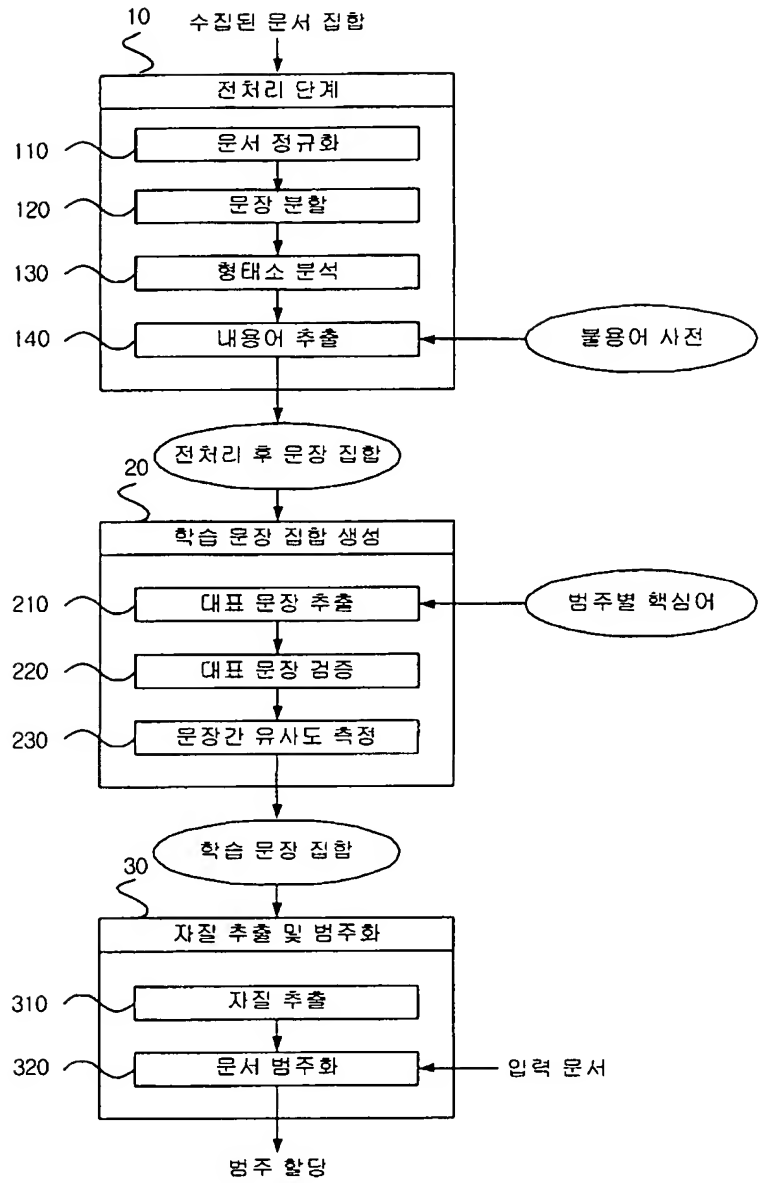 10
수집된 문서 집합
전처리 단계
110
문서 정규화
120
문장 분할
130
형태소 분석
140
내용어 추출
불용어 사전
전처리 후 문장 집합
20
학습 문장 집합 생성
210
대표 문장 추출
범주별 핵심어
220
대표 문장 검증
230
문장간 유사도 측정
학습 문장 집합
30
자질 추출 및 범주화
310
자질 추출
320
문서 범주화
입력 문서
범주 할당